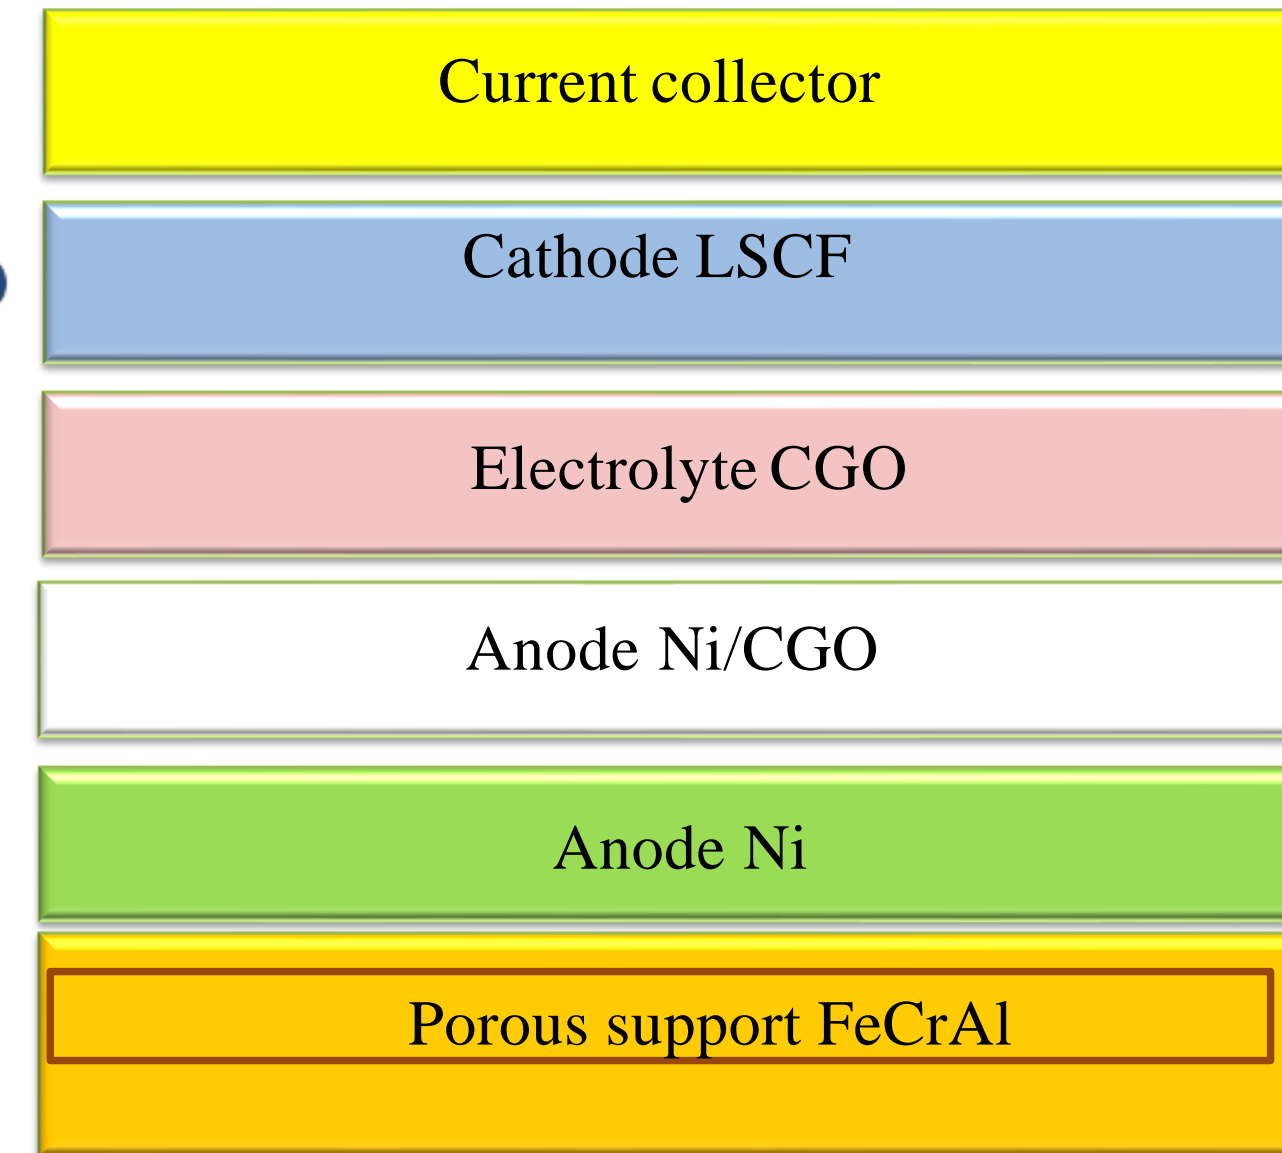 Current collector
Cathode LSCF
Electrolyte CGO
Anode Ni/CGO
Anode Ni
Porous support FeCrAl